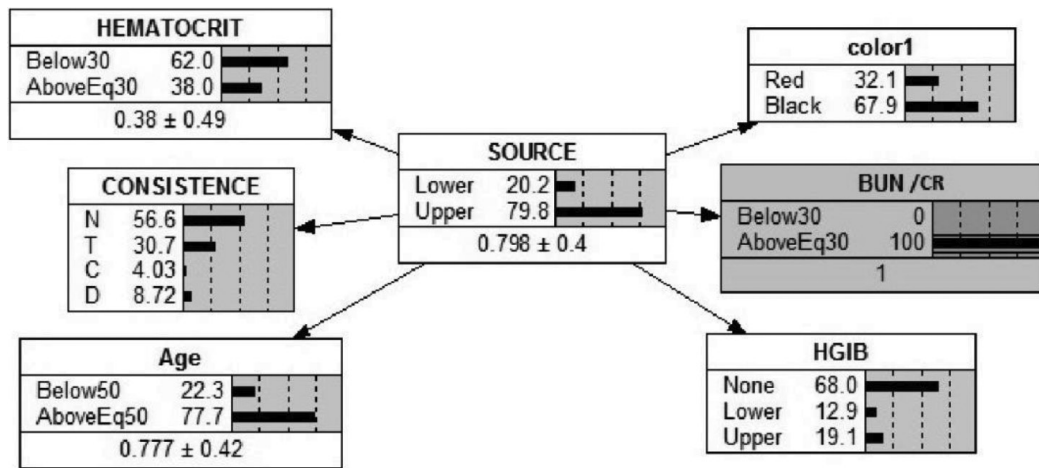 HEMATOCRIT
Below30 62.0
AboveEq30 38.0
0.38 ± 0.49
color1
Red 32.1
Black 67.9
SOURCE
Lower 20.2
Upper 79.8
0.798 ± 0.4
CONSISTENCE
N 56.6
T 30.7
C 4.03
D 8.72
BUN /CR
Below30 0
AboveEq30 100
1
Age
Below50 22.3
AboveEq50 77.7
0.777 ± 0.42
HGIB
None 68.0
Lower 12.9
Upper 19.1